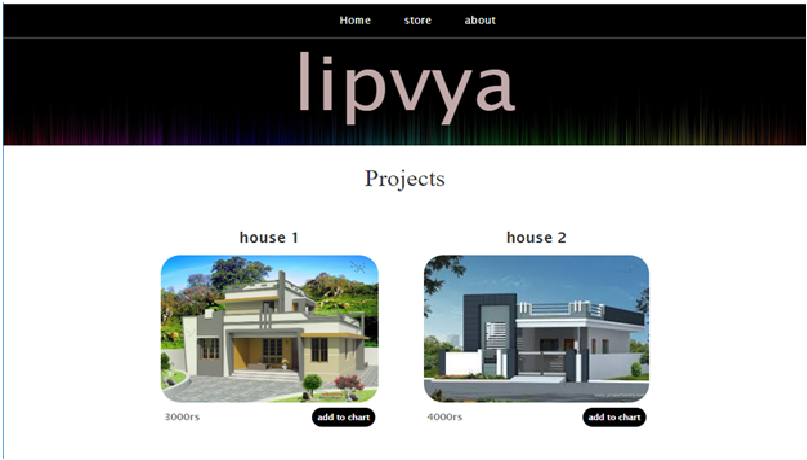 Home store about
lipvya
Projects
house 1 house 2
3000rs add to chart 4000rs add to chart